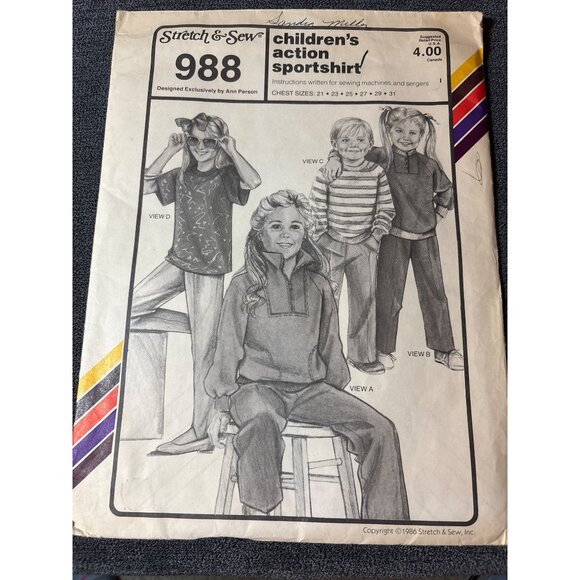 Sandra Miller
Stretch & Sew®
988
Designed Exclusively by Ann Person
children's
action
sportshirt
Instructions written for sewing machines and sergers
CHEST SIZES: 21 • 23 • 25 • 27 • 29 • 31
Suggested
Retail Price
U.S.A.
4.00
Canada
I
VIEW C
VIEW D
VIEW B
VIEW A
Copyright ©1986 Stretch & Sew, Inc.